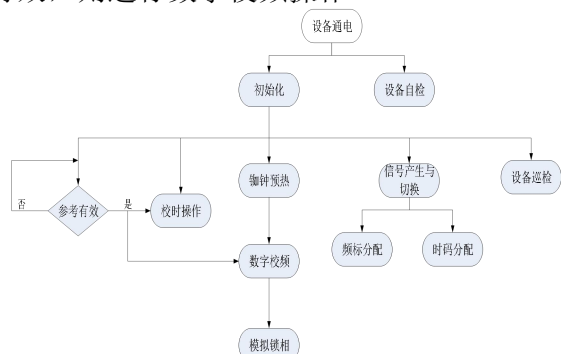 设备通电
初始化
设备自检
铷钟预热
信号产生与
切换
设备巡检
否
参考有效
是
校时操作
频标分配
时码分配
数字校频
模拟锁相